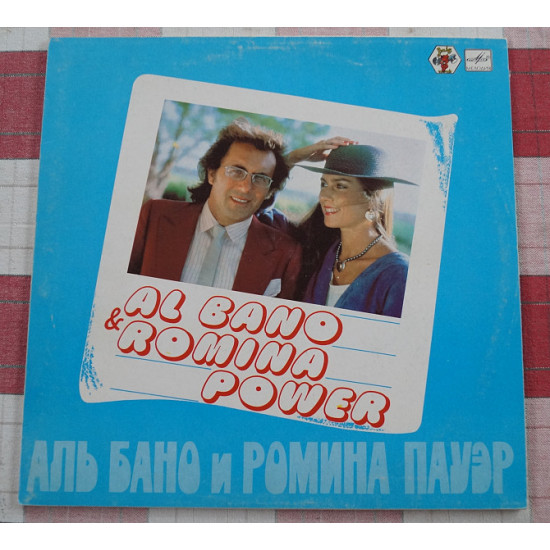 AL BANO
& ROMINA
POWER
АЛЬ БАНО и РОМИНА ПАУЭР